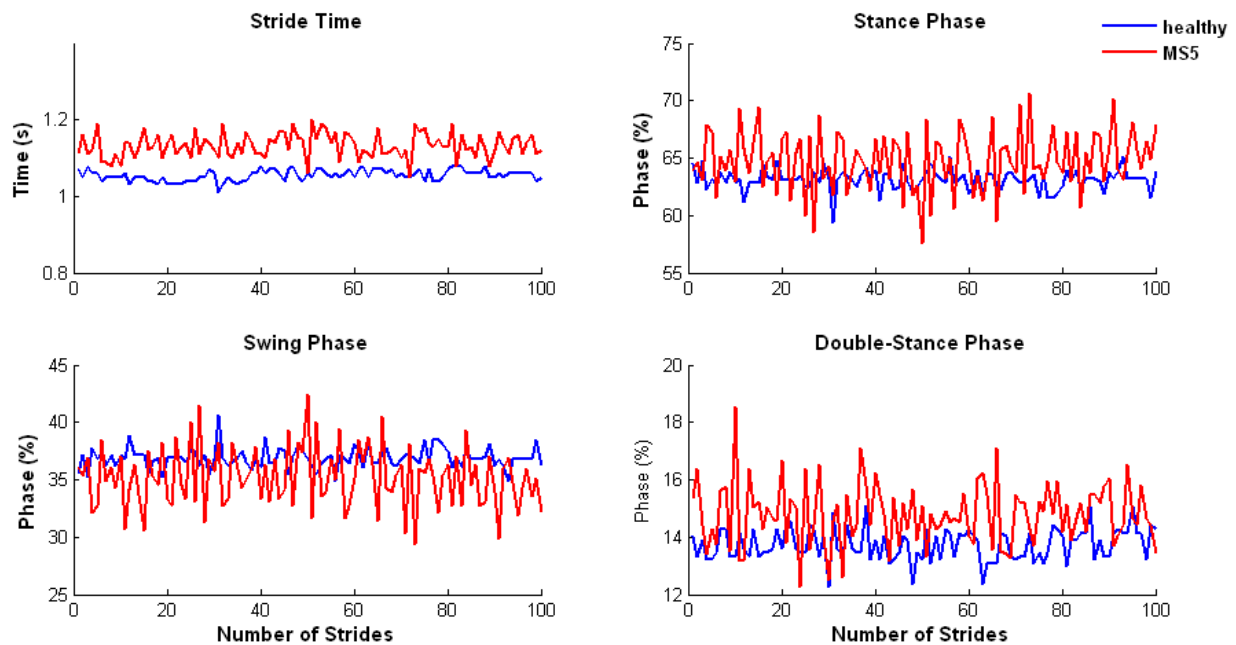 Stride Time
Time (s)
1.2
1
0.8
0 20 40 60 80 100
Stance Phase
healthy
MS5
Phase (%)
75
70
65
60
55
0 20 40 60 80 100
Swing Phase
Phase (%)
45
40
35
30
25
0 20 40 60 80 100
Number of Strides
Double-Stance Phase
Phase (%)
20
18
16
14
12
0 20 40 60 80 100
Number of Strides